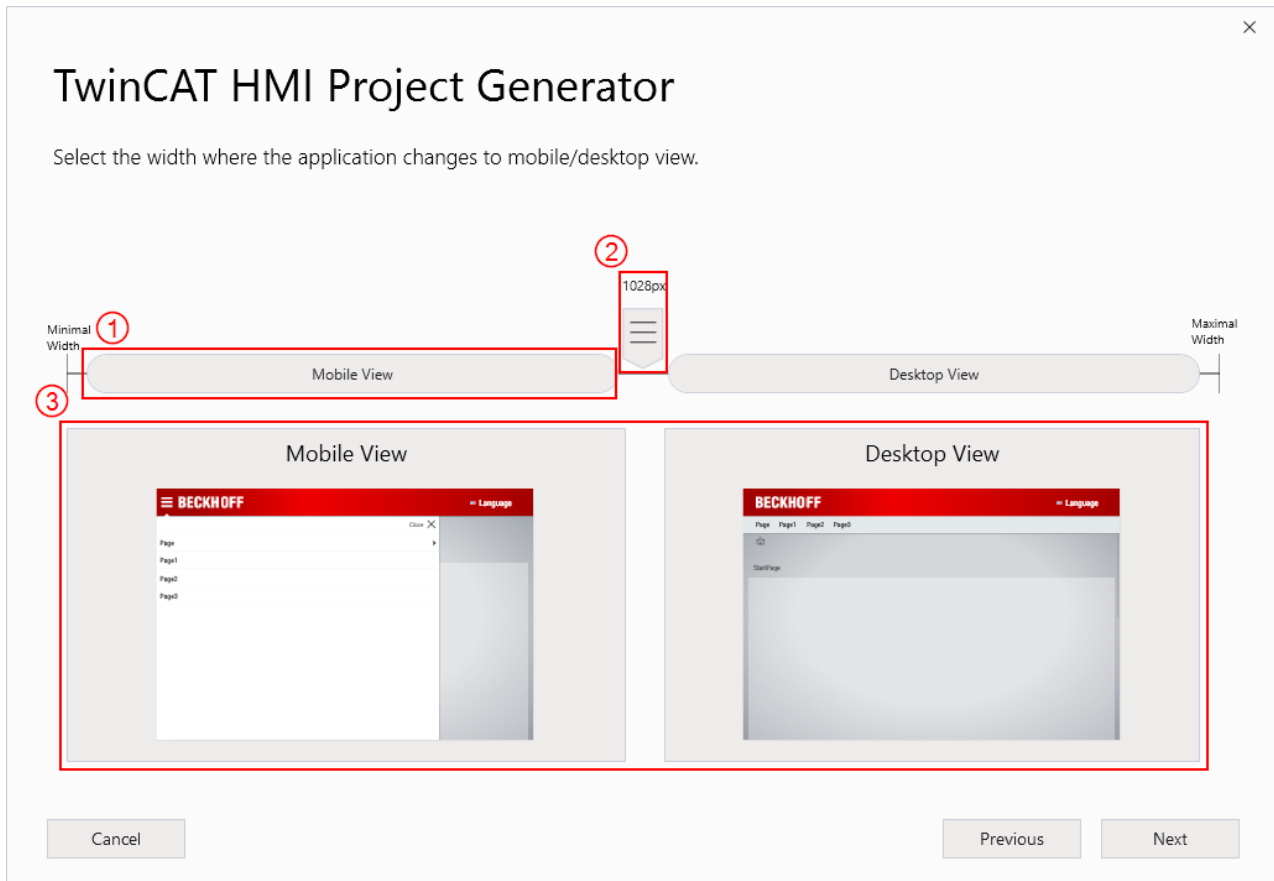 TwinCAT HMI Project Generator
Select the width where the application changes to mobile/desktop view.
2
1028px
Minimal
Width
1
Maximal
Width
Mobile View
Desktop View
3
Mobile View
Desktop View
BECKHOFF
Language
Close
Page
Page1
Page2
Page3
BECKHOFF
Language
Page Page1 Page2 Page3
StartPage
Cancel
Previous
Next